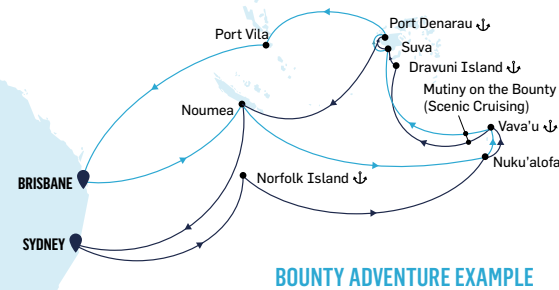 Port Denarau
Port Vila
Suva
Dravuni Island
Mutiny on the Bounty
(Scenic Cruising)
Noumea
Vava'u
Nuku'alofa
BRISBANE
Norfolk Island
SYDNEY
BOUNTY ADVENTURE EXAMPLE